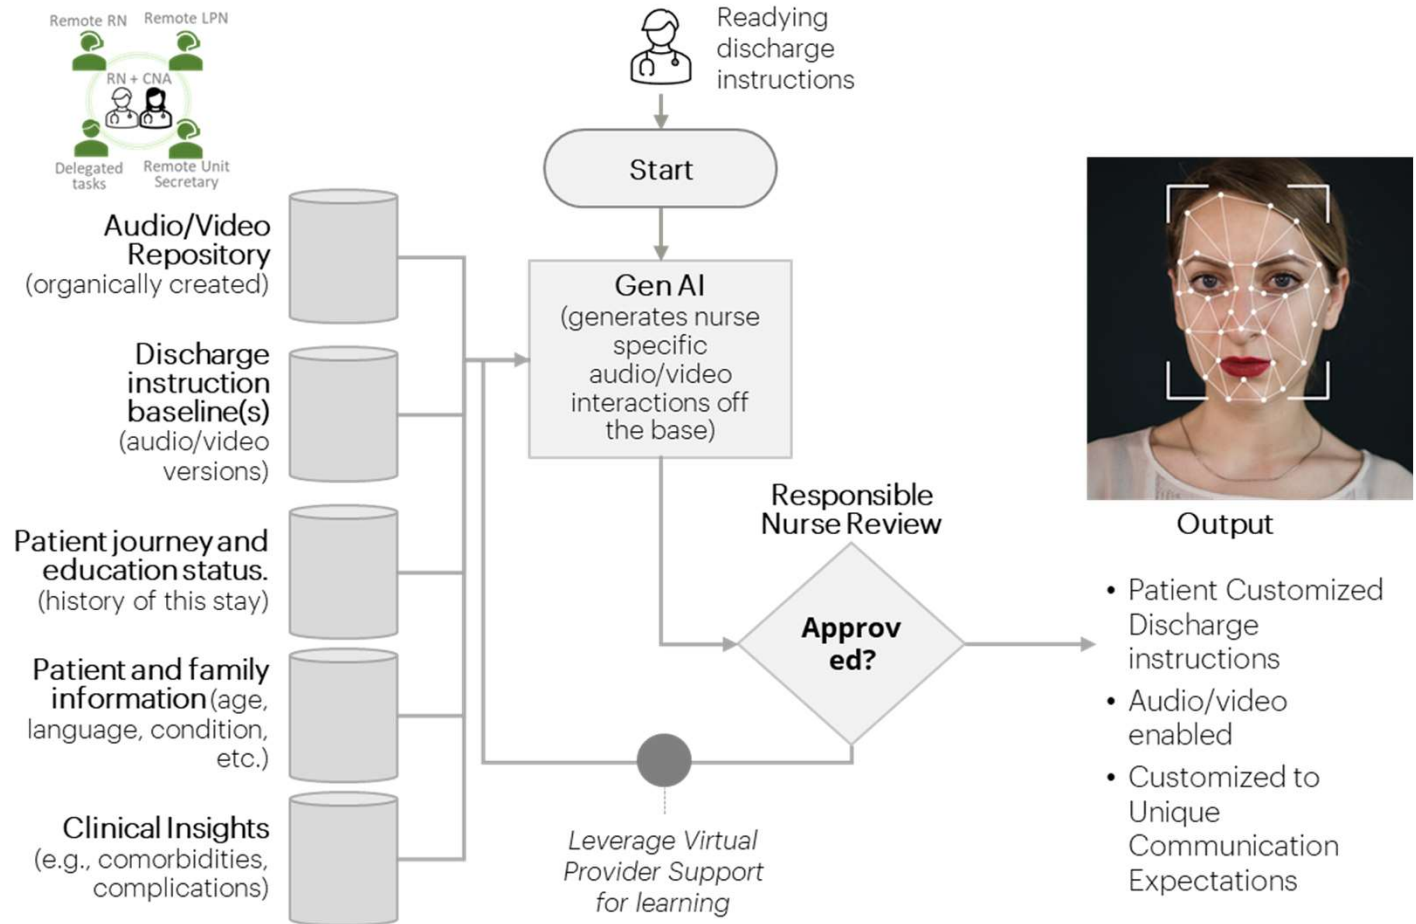 Remote RN
Remote LPN
RN + CNA
Delegated
tasks
Remote Unit
Secretary
Readying
discharge
instructions
Start
Audio/Video
Repository
(organically created)
Discharge
instruction
baseline(s)
(audio/video
versions)
Patient journey and
education status.
(history of this stay)
Patient and family
information (age,
language, condition,
etc.)
Clinical Insights
(e.g., comorbidities,
complications)
Gen AI
(generates nurse
specific
audio/video
interactions off
the base)
Responsible
Nurse Review
Approv
ed?
Leverage Virtual
Provider Support
for learning
Output
• Patient Customized
Discharge
instructions
• Audio/video
enabled
• Customized to
Unique
Communication
Expectations